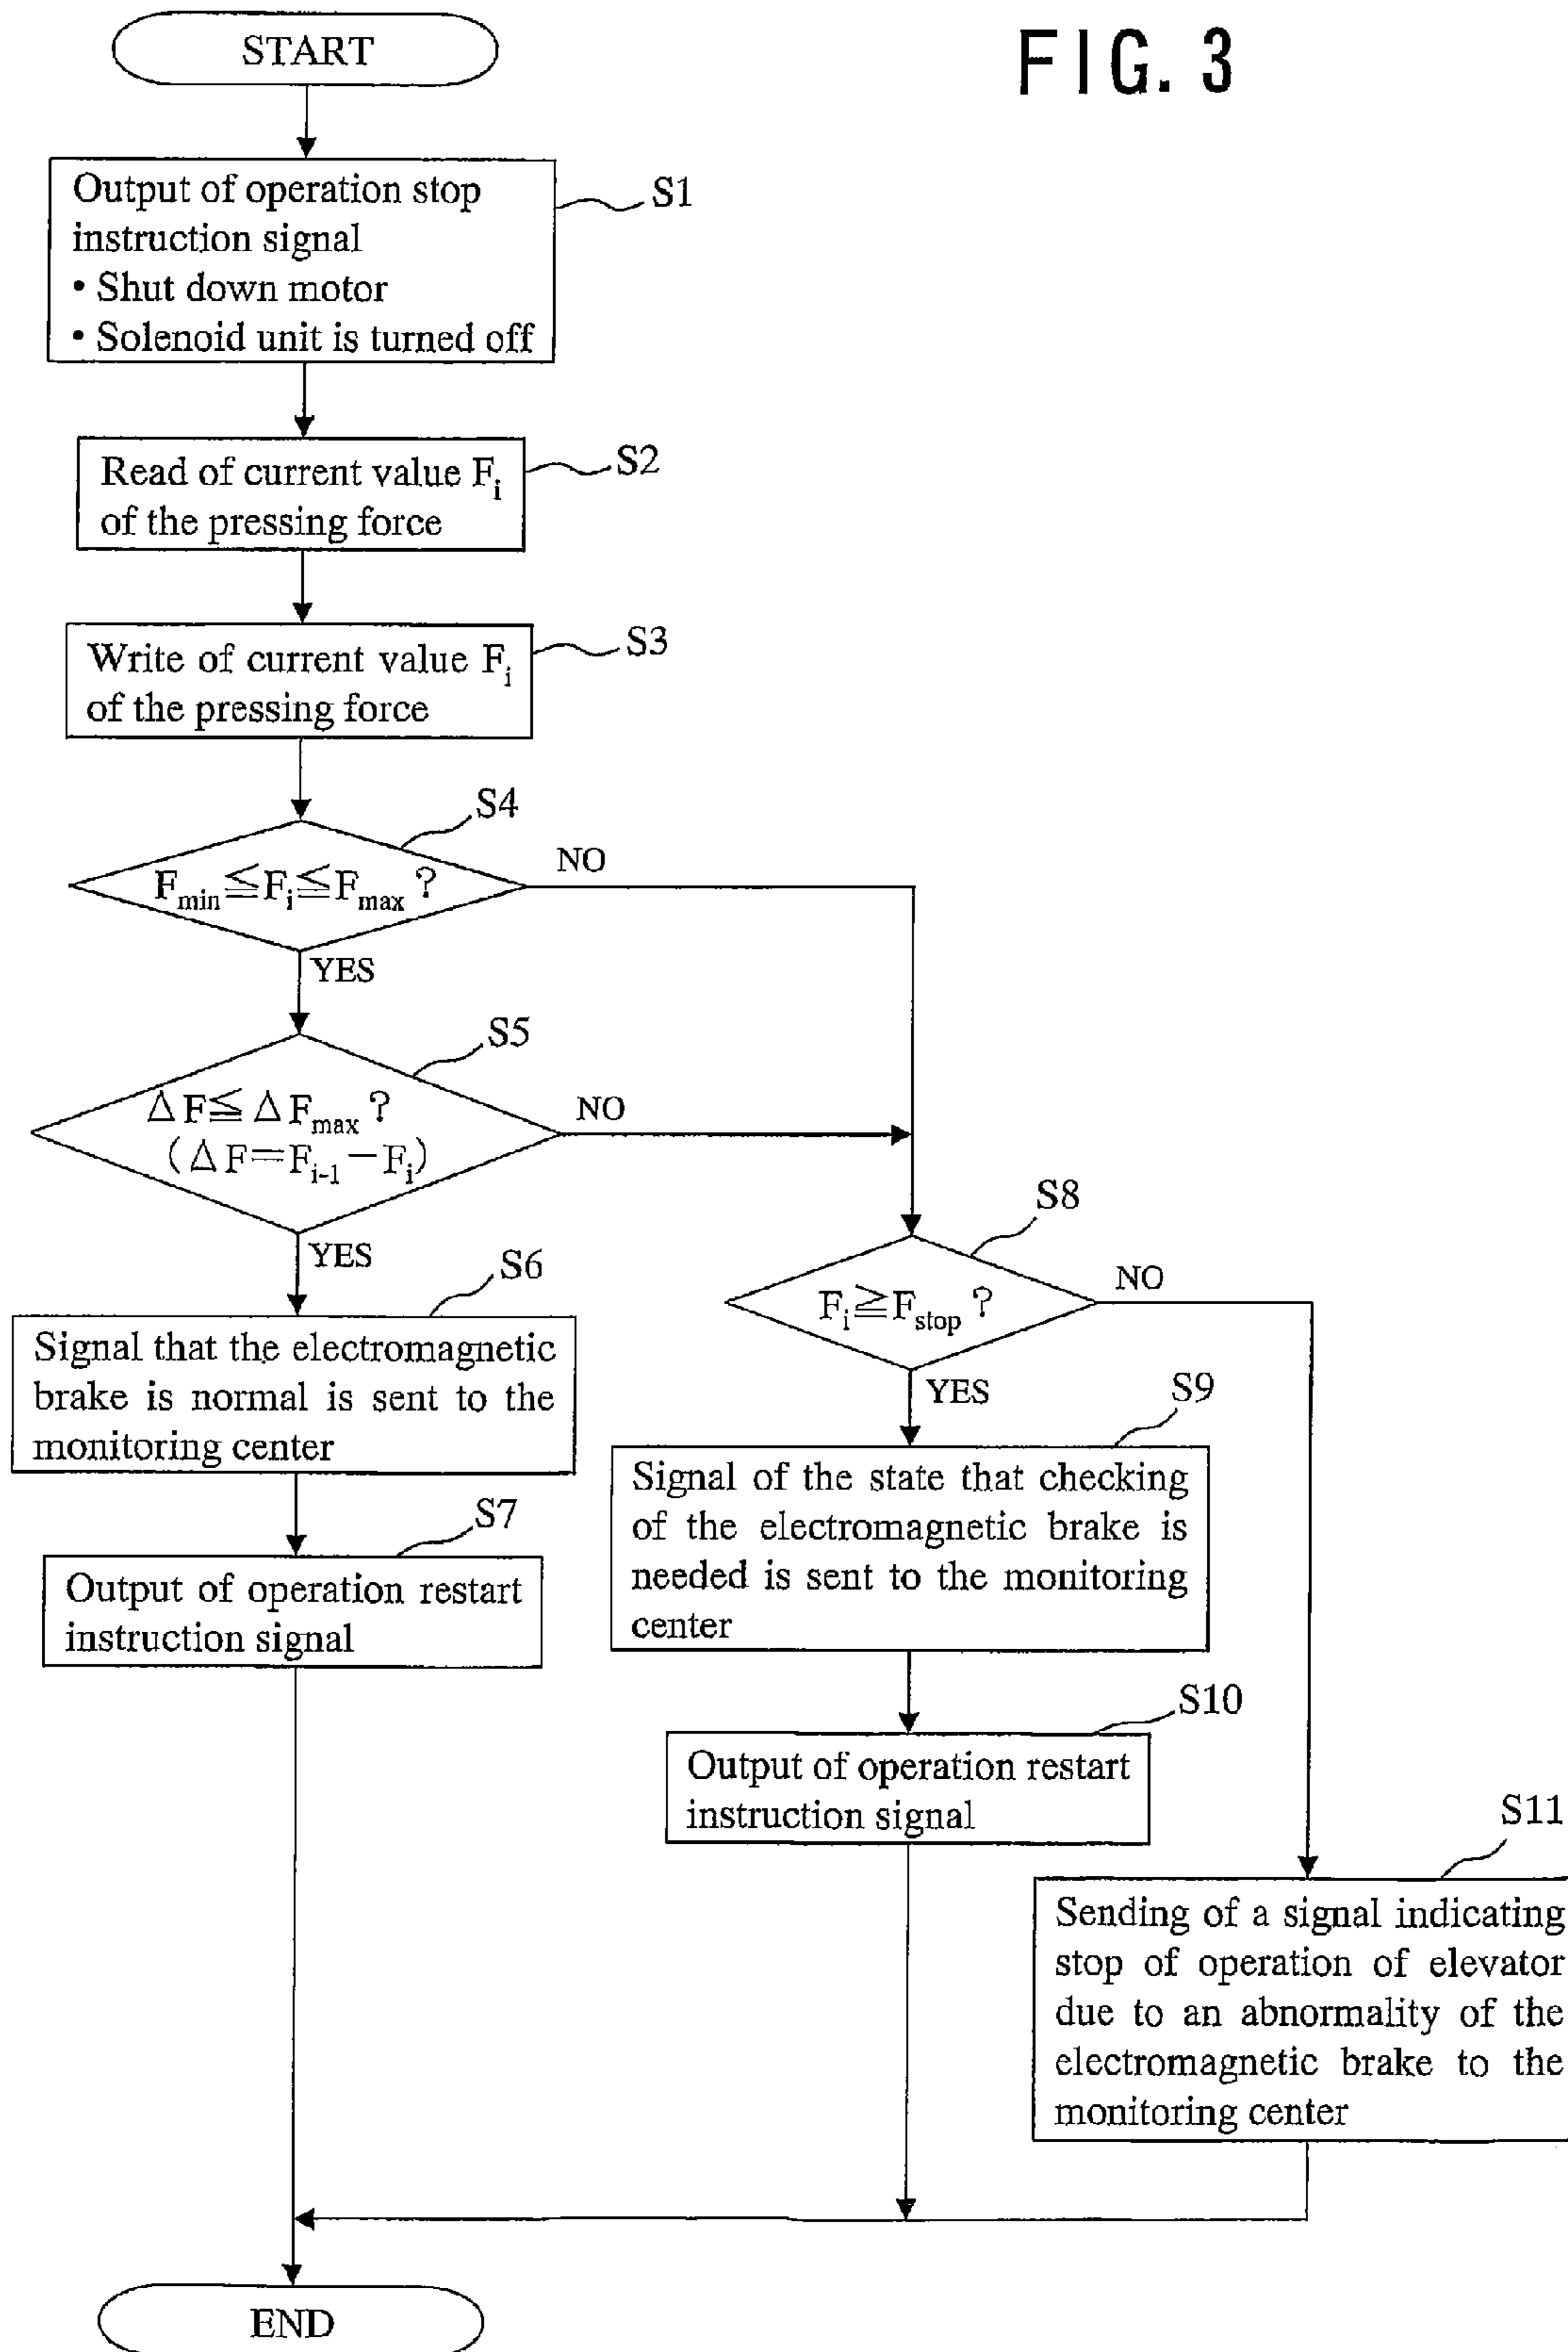 FIG. 3
START
S1
Output of operation stop
instruction signal
• Shut down motor
• Solenoid unit is turned off
S2
Read of current value Fi
of the pressing force
S3
Write of current value Fi
of the pressing force
S4
Fmin≦Fi≦Fmax ?
NO
YES
S5
ΔF≦ΔFmax ?
(ΔF=Fi-1−Fi)
NO
YES
S6
Signal that the electromagnetic
brake is normal is sent to the
monitoring center
S7
Output of operation restart
instruction signal
S8
Fi≧Fstop ?
NO
YES
S9
Signal of the state that checking
of the electromagnetic brake is
needed is sent to the monitoring
center
S10
Output of operation restart
instruction signal
S11
Sending of a signal indicating
stop of operation of elevator
due to an abnormality of the
electromagnetic brake to the
monitoring center
END